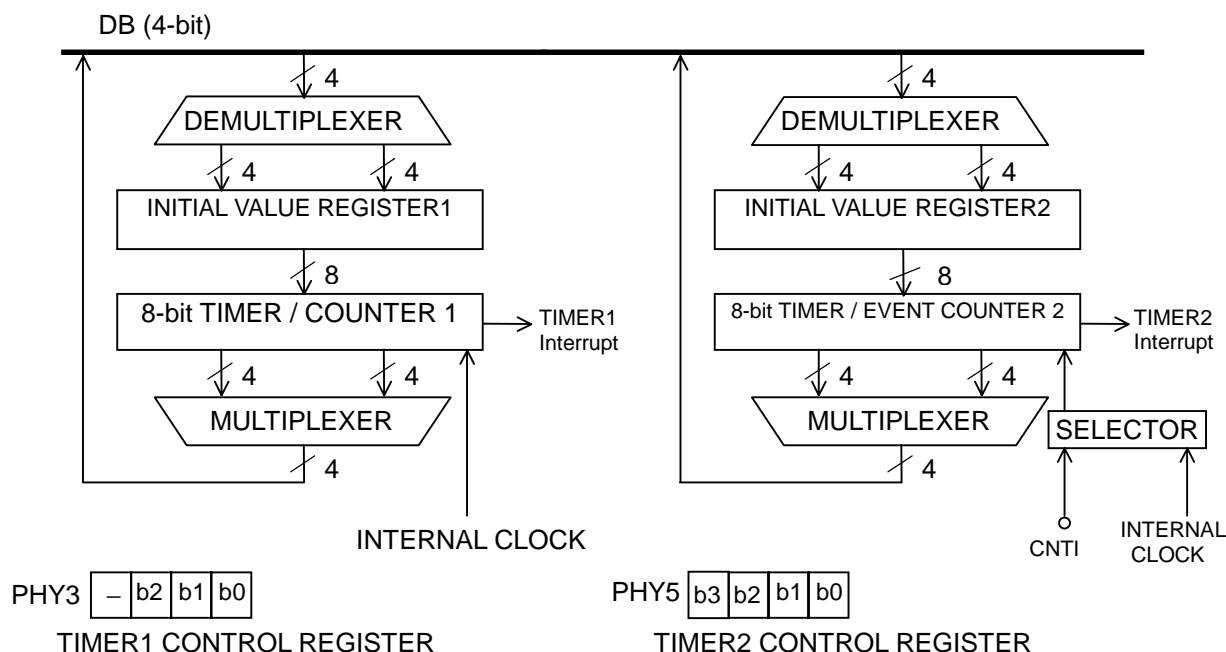 DB (4-bit)
4
4
DEMULTIPLEXER
DEMULTIPLEXER
4
4
4
4
INITIAL VALUE REGISTER1
INITIAL VALUE REGISTER2
8
8
8-bit TIMER / COUNTER 1
8-bit TIMER / EVENT COUNTER 2
TIMER1
Interrupt
TIMER2
Interrupt
4
4
4
4
MULTIPLEXER
MULTIPLEXER
SELECTOR
4
4
INTERNAL CLOCK
CNTI
INTERNAL
CLOCK
PHY3 – b2 b1 b0
PHY5 b3 b2 b1 b0
TIMER1 CONTROL REGISTER
TIMER2 CONTROL REGISTER